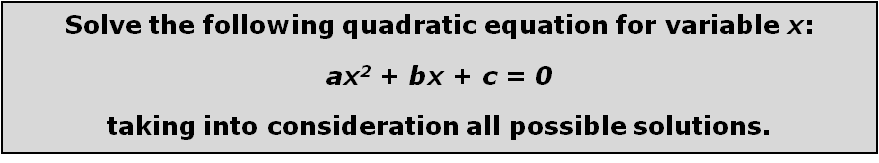 Solve the following quadratic equation for variable x:
ax² + bx + c = 0
taking into consideration all possible solutions.